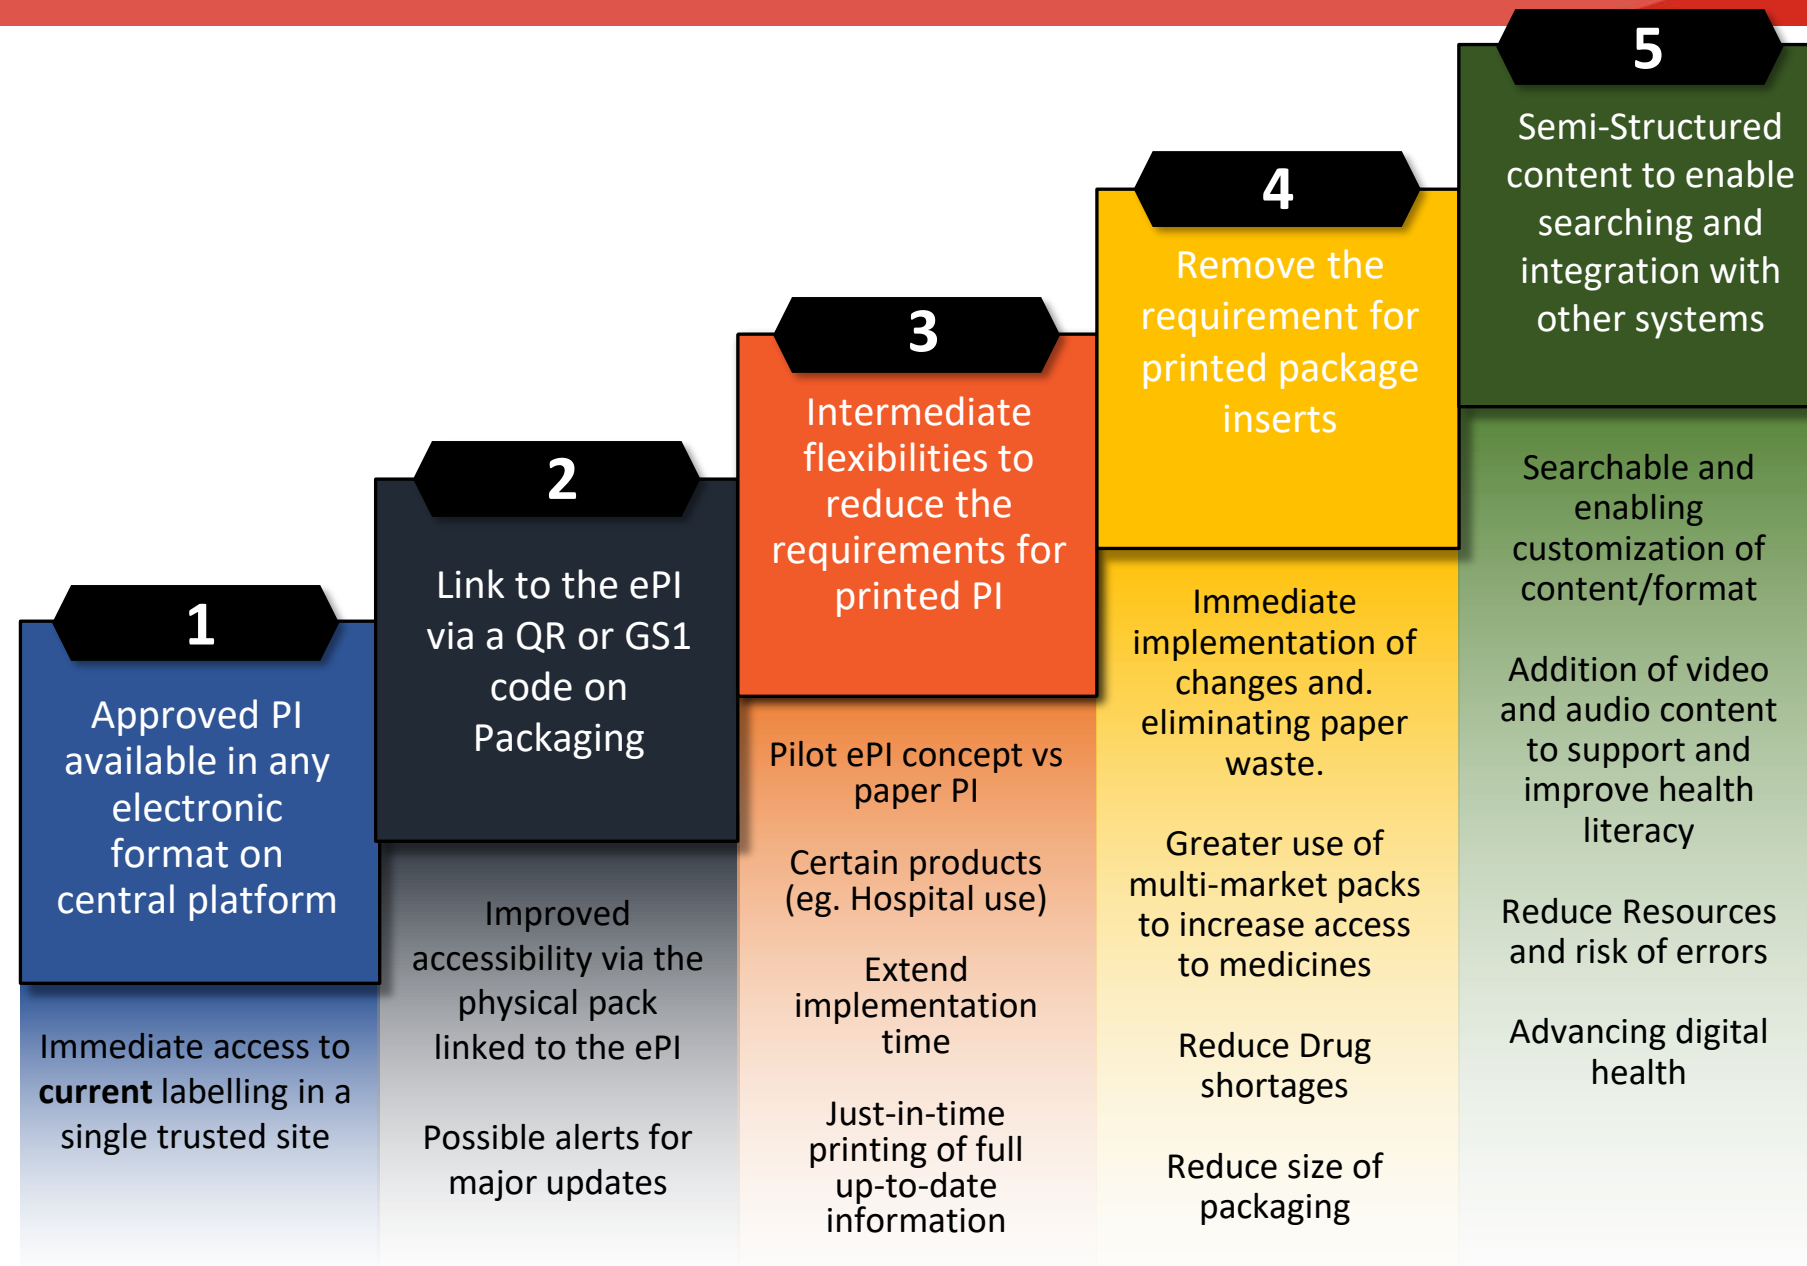 1
Approved PI
available in any
electronic
format on
central platform
Immediate access to
current labelling in a
single trusted site
2
Link to the ePI
via a QR or GS1
code on
Packaging
Improved
accessibility via the
physical pack
linked to the ePI
Possible alerts for
major updates
3
Intermediate
flexibilities to
reduce the
requirements for
printed PI
Pilot ePI concept vs
paper PI
Certain products
(eg. Hospital use)
Extend
implementation
time
Just-in-time
printing of full
up-to-date
information
4
Remove the
requirement for
printed package
inserts
Immediate
implementation of
changes and.
eliminating paper
waste.
Greater use of
multi-market packs
to increase access
to medicines
Reduce Drug
shortages
Reduce size of
packaging
5
Semi-Structured
content to enable
searching and
integration with
other systems
Searchable and
enabling
customization of
content/format
Addition of video
and audio content
to support and
improve health
literacy
Reduce Resources
and risk of errors
Advancing digital
health